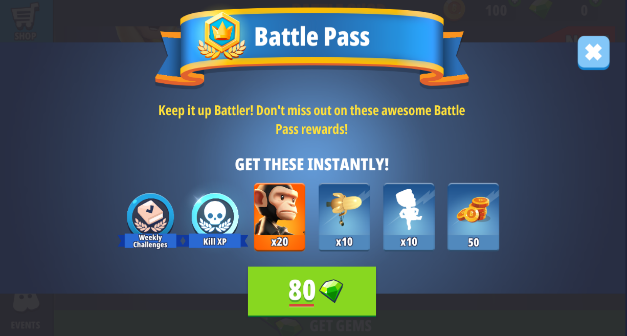 SHOP
100
0
Battle Pass
Keep it up Battler! Don't miss out on these awesome Battle
Pass rewards!
GET THESE INSTANTLY!
Weekly
Challenges
Kill XP
x20
x10
x10
50
80
EVENTS
GET GEMS